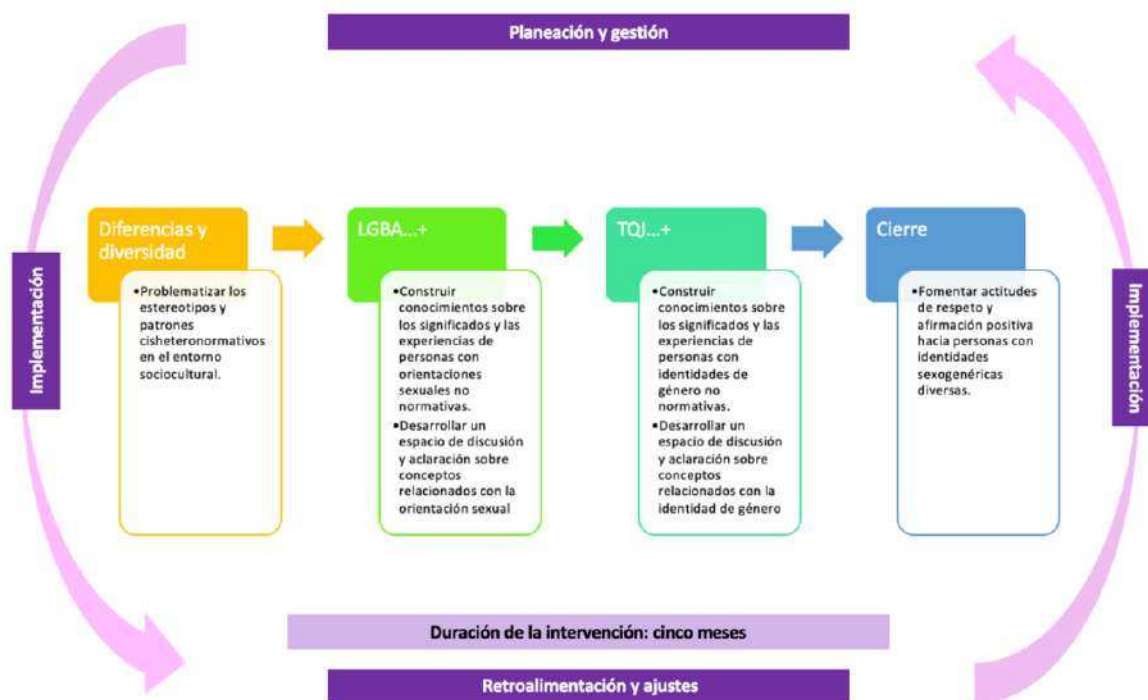 Planeación y gestión
Implementación
Diferencias y
diversidad
•Problematizar los
estereotipos y
patrones
cisheteronormativos
en el entorno
sociocultural.
LGBA...+
•Construir
conocimientos sobre
los significados y las
experiencias de
personas con
orientaciones
sexuales no
normativas.
•Desarrollar un
espacio de discusión
y aclaración sobre
conceptos
relacionados con la
orientación sexual
TQI...+
•Construir
conocimientos sobre
los significados y las
experiencias de
personas con
identidades de
género no
normativas.
•Desarrollar un
espacio de discusión
y aclaración sobre
conceptos
relacionados con la
identidad de género
Cierre
•Fomentar actitudes
de respeto y
afirmación positiva
hacia personas con
identidades
sexogenéricas
diversas.
Implementación
Duración de la intervención: cinco meses
Retroalimentación y ajustes